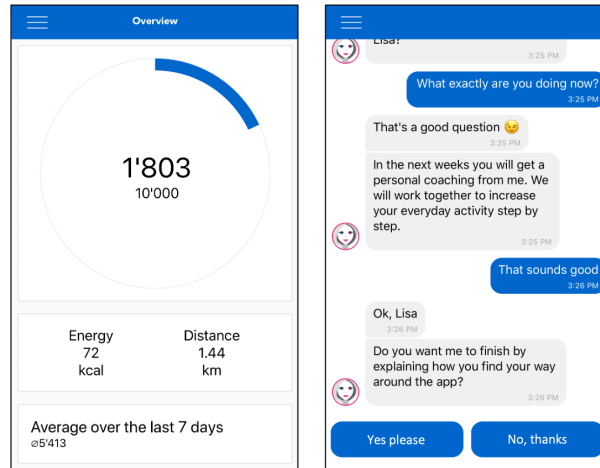 Overview
1'803
10'000
Energy
72
kcal
Distance
1.44
km
Average over the last 7 days
⌀5'413
Lisa?
3:25 PM
What exactly are you doing now?
3:25 PM
That's a good question 😉
3:25 PM
In the next weeks you will get a
personal coaching from me. We
will work together to increase
your everyday activity step by
step.
3:25 PM
That sounds good
3:26 PM
Ok, Lisa
3:26 PM
Do you want me to finish by
explaining how you find your way
around the app?
3:26 PM
Yes please
No, thanks